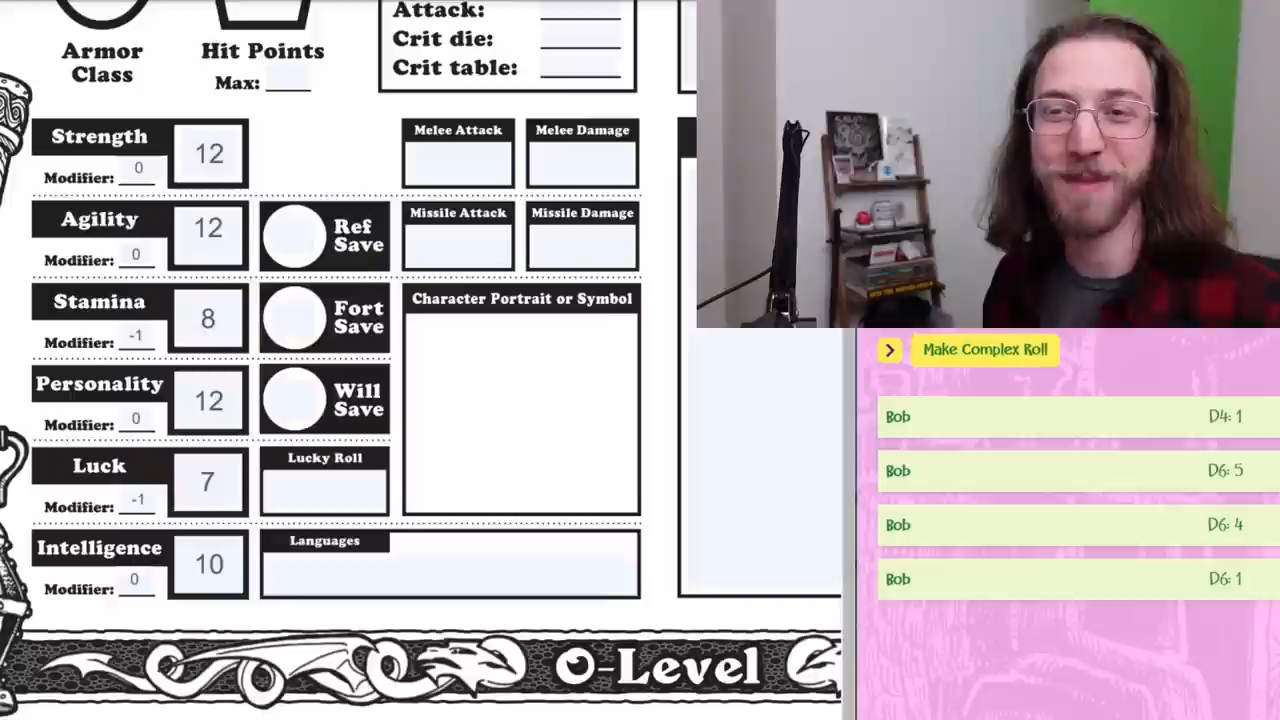 Attack:
Crit die:
Crit table:
Armor
Class
Hit Points
Max:
Strength
12
Modifier: 0
Melee Attack
Melee Damage
Agility
12
Modifier: 0
Ref
Save
Missile Attack
Missile Damage
Stamina
8
Modifier: -1
Fort
Save
Character Portrait or Symbol
Personality
12
Modifier: 0
Will
Save
Luck
7
Modifier: -1
Lucky Roll
Intelligence
10
Modifier: 0
Languages
0-Level
Make Complex Roll
Bob D4: 1
Bob D6: 5
Bob D6: 4
Bob D6: 1